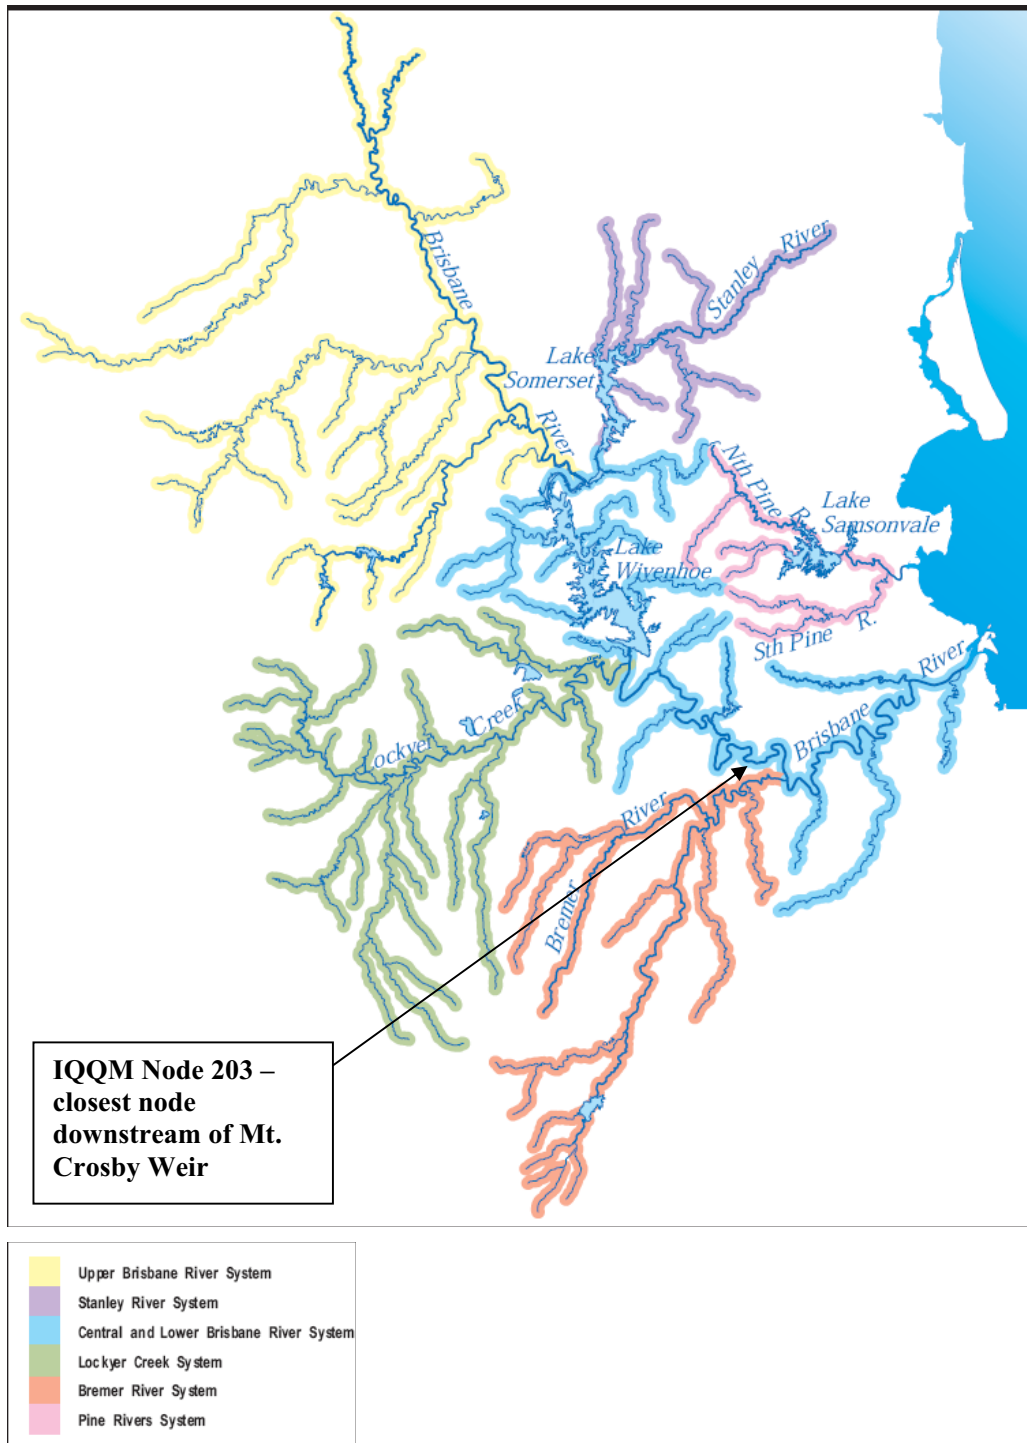 Brisbane
River
Stanley
River
Lake
Somerset
Nth Pine R.
Lake
Samsonvale
Lake
Wivenhoe
Sth Pine R.
River
Brisbane
Lockyer Creek
River
Bremer
IQQM Node 203 –
closest node
downstream of Mt.
Crosby Weir
Upper Brisbane River System
Stanley River System
Central and Lower Brisbane River System
Lockyer Creek System
Bremer River System
Pine Rivers System